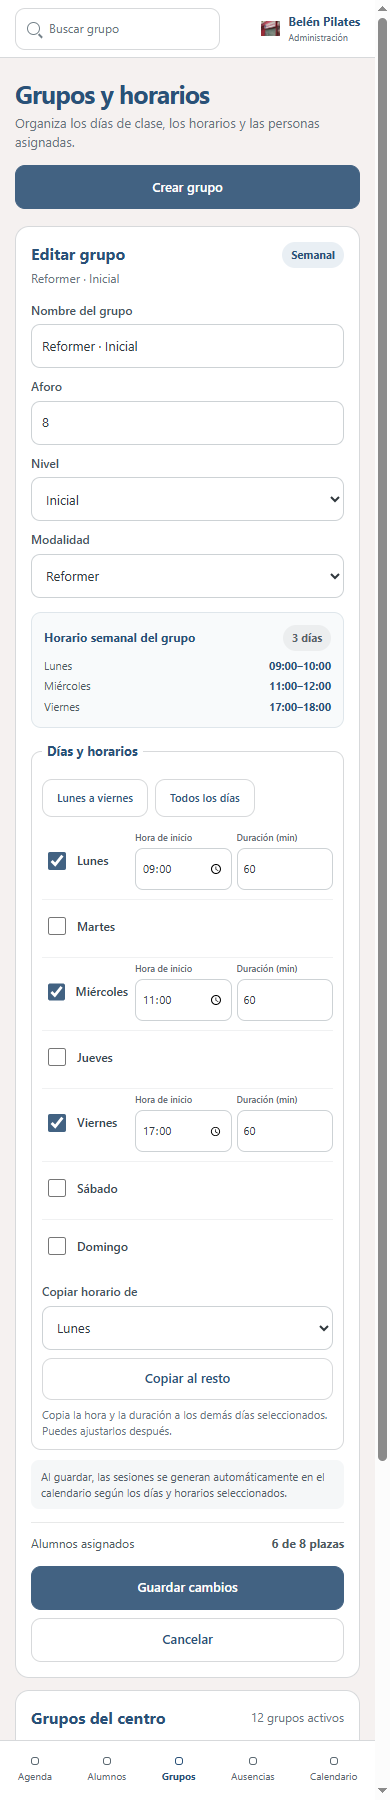 Buscar grupo
Belén Pilates
Administración
Grupos y horarios
Organiza los días de clase, los horarios y las personas
asignadas.
Crear grupo
Editar grupo
Semanal
Reformer · Inicial
Nombre del grupo
Reformer · Inicial
Aforo
8
Nivel
Inicial
Modalidad
Reformer
Horario semanal del grupo
3 días
Lunes
09:00–10:00
Miércoles
11:00–12:00
Viernes
17:00–18:00
Días y horarios
Lunes a viernes
Todos los días
Hora de inicio
Duración (min)
Lunes
09:00
60
Martes
Hora de inicio
Duración (min)
Miércoles
11:00
60
Jueves
Hora de inicio
Duración (min)
Viernes
17:00
60
Sábado
Domingo
Copiar horario de
Lunes
Copiar al resto
Copia la hora y la duración a los demás días seleccionados.
Puedes ajustarlos después.
Al guardar, las sesiones se generan automáticamente en el
calendario según los días y horarios seleccionados.
Alumnos asignados
6 de 8 plazas
Guardar cambios
Cancelar
Grupos del centro
12 grupos activos
Agenda
Alumnos
Grupos
Ausencias
Calendario